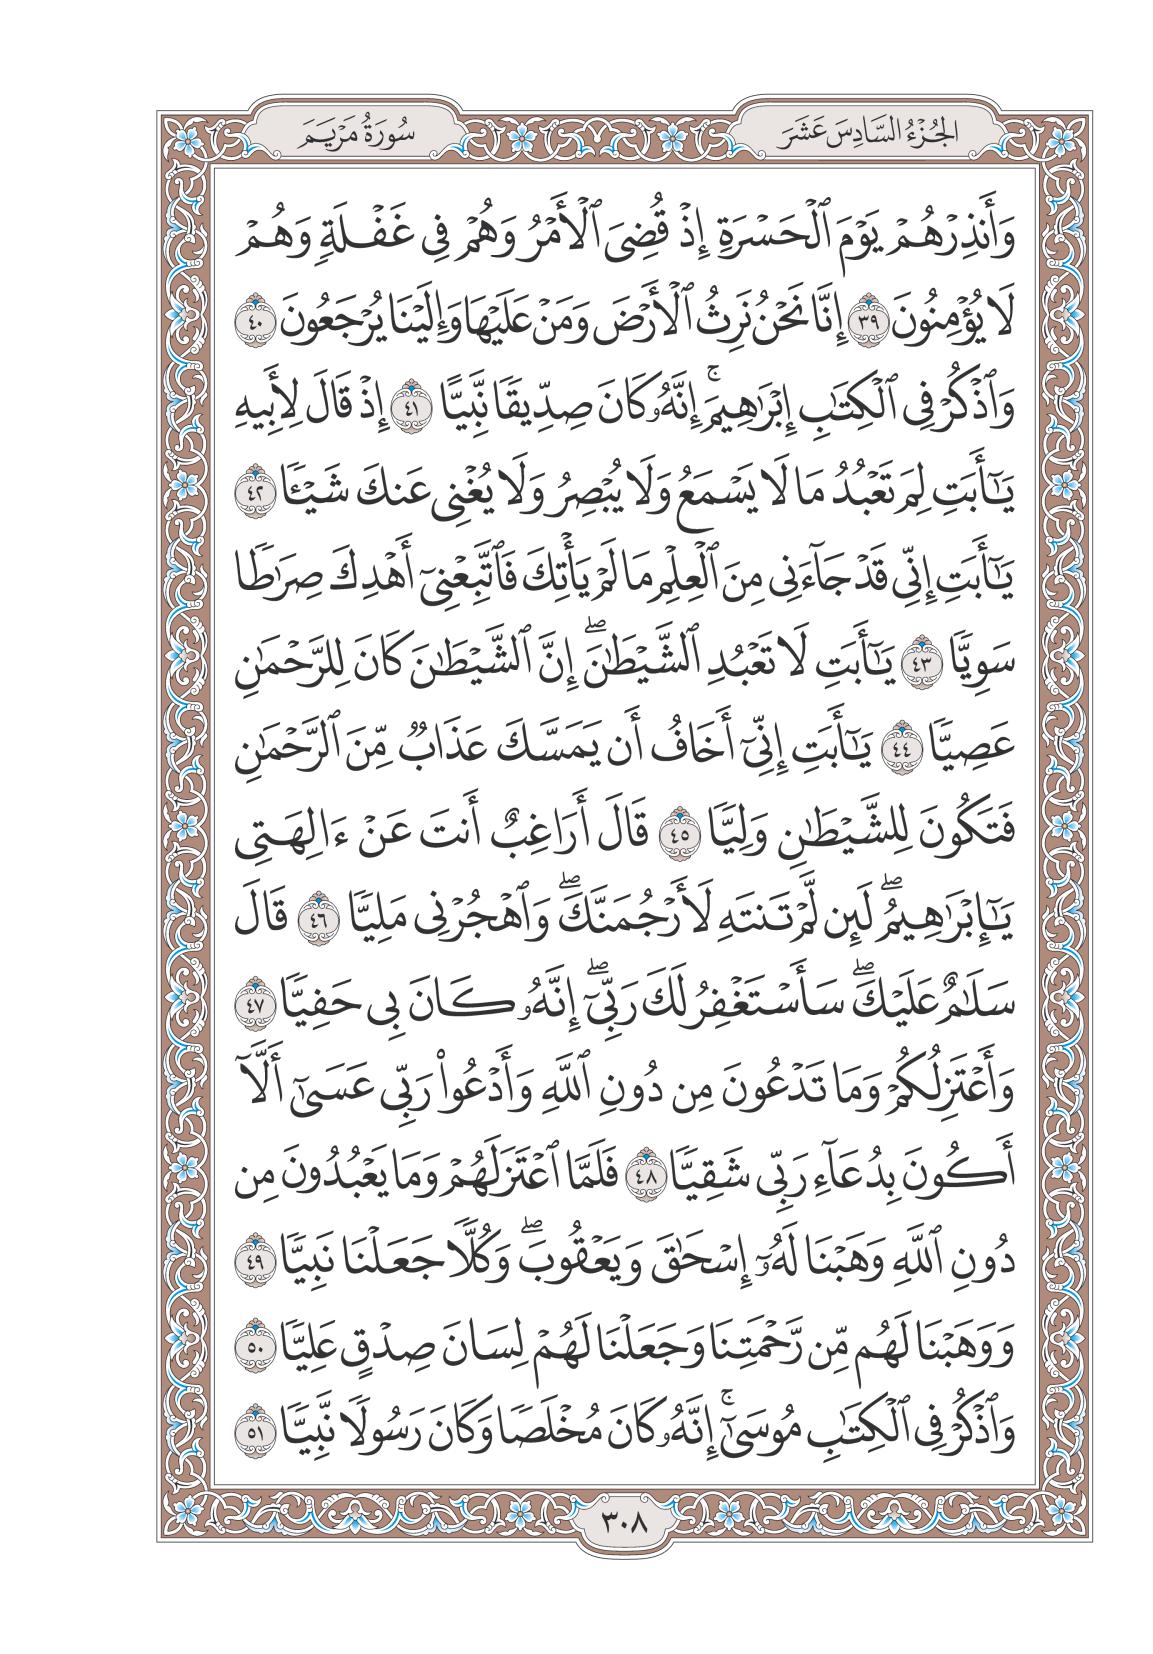 الجُزْءُ السَّادِسَ عَشَرَ
سُورَةُ مَرْيَمَ
وَأَنذِرْهُمْ يَوْمَ ٱلْحَسْرَةِ إِذْ قُضِىَ ٱلْأَمْرُ وَهُمْ فِى غَفْلَةٍ وَهُمْ
لَا يُؤْمِنُونَ ٣٩ إِنَّا نَحْنُ نَرِثُ ٱلْأَرْضَ وَمَنْ عَلَيْهَا وَإِلَيْنَا يُرْجَعُونَ ٤٠
وَٱذْكُرْ فِى ٱلْكِتَٰبِ إِبْرَٰهِيمَ ۚ إِنَّهُۥ كَانَ صِدِّيقًا نَّبِيًّا ٤١ إِذْ قَالَ لِأَبِيهِ
يَٰٓأَبَتِ لِمَ تَعْبُدُ مَا لَا يَسْمَعُ وَلَا يُبْصِرُ وَلَا يُغْنِى عَنكَ شَيْـًٔا ٤٢
يَٰٓأَبَتِ إِنِّى قَدْ جَآءَنِى مِنَ ٱلْعِلْمِ مَا لَمْ يَأْتِكَ فَٱتَّبِعْنِىٓ أَهْدِكَ صِرَٰطًا
سَوِيًّا ٤٣ يَٰٓأَبَتِ لَا تَعْبُدِ ٱلشَّيْطَٰنَ ۖ إِنَّ ٱلشَّيْطَٰنَ كَانَ لِلرَّحْمَٰنِ
عَصِيًّا ٤٤ يَٰٓأَبَتِ إِنِّىٓ أَخَافُ أَن يَمَسَّكَ عَذَابٌ مِّنَ ٱلرَّحْمَٰنِ
فَتَكُونَ لِلشَّيْطَٰنِ وَلِيًّا ٤٥ قَالَ أَرَاغِبٌ أَنتَ عَنْ ءَالِهَتِى
يَٰٓإِبْرَٰهِيمُ ۖ لَئِن لَّمْ تَنتَهِ لَأَرْجُمَنَّكَ ۖ وَٱهْجُرْنِى مَلِيًّا ٤٦ قَالَ
سَلَٰمٌ عَلَيْكَ ۖ سَأَسْتَغْفِرُ لَكَ رَبِّىٓ ۖ إِنَّهُۥ كَانَ بِى حَفِيًّا ٤٧
وَأَعْتَزِلُكُمْ وَمَا تَدْعُونَ مِن دُونِ ٱللَّهِ وَأَدْعُوا۟ رَبِّى عَسَىٰٓ أَلَّآ
أَكُونَ بِدُعَآءِ رَبِّى شَقِيًّا ٤٨ فَلَمَّا ٱعْتَزَلَهُمْ وَمَا يَعْبُدُونَ مِن
دُونِ ٱللَّهِ وَهَبْنَا لَهُۥٓ إِسْحَٰقَ وَيَعْقُوبَ ۖ وَكُلًّا جَعَلْنَا نَبِيًّا ٤٩
وَوَهَبْنَا لَهُم مِّن رَّحْمَتِنَا وَجَعَلْنَا لَهُمْ لِسَانَ صِدْقٍ عَلِيًّا ٥٠
وَٱذْكُرْ فِى ٱلْكِتَٰبِ مُوسَىٰٓ ۚ إِنَّهُۥ كَانَ مُخْلَصًا وَكَانَ رَسُولًا نَّبِيًّا ٥١
٣٠٨